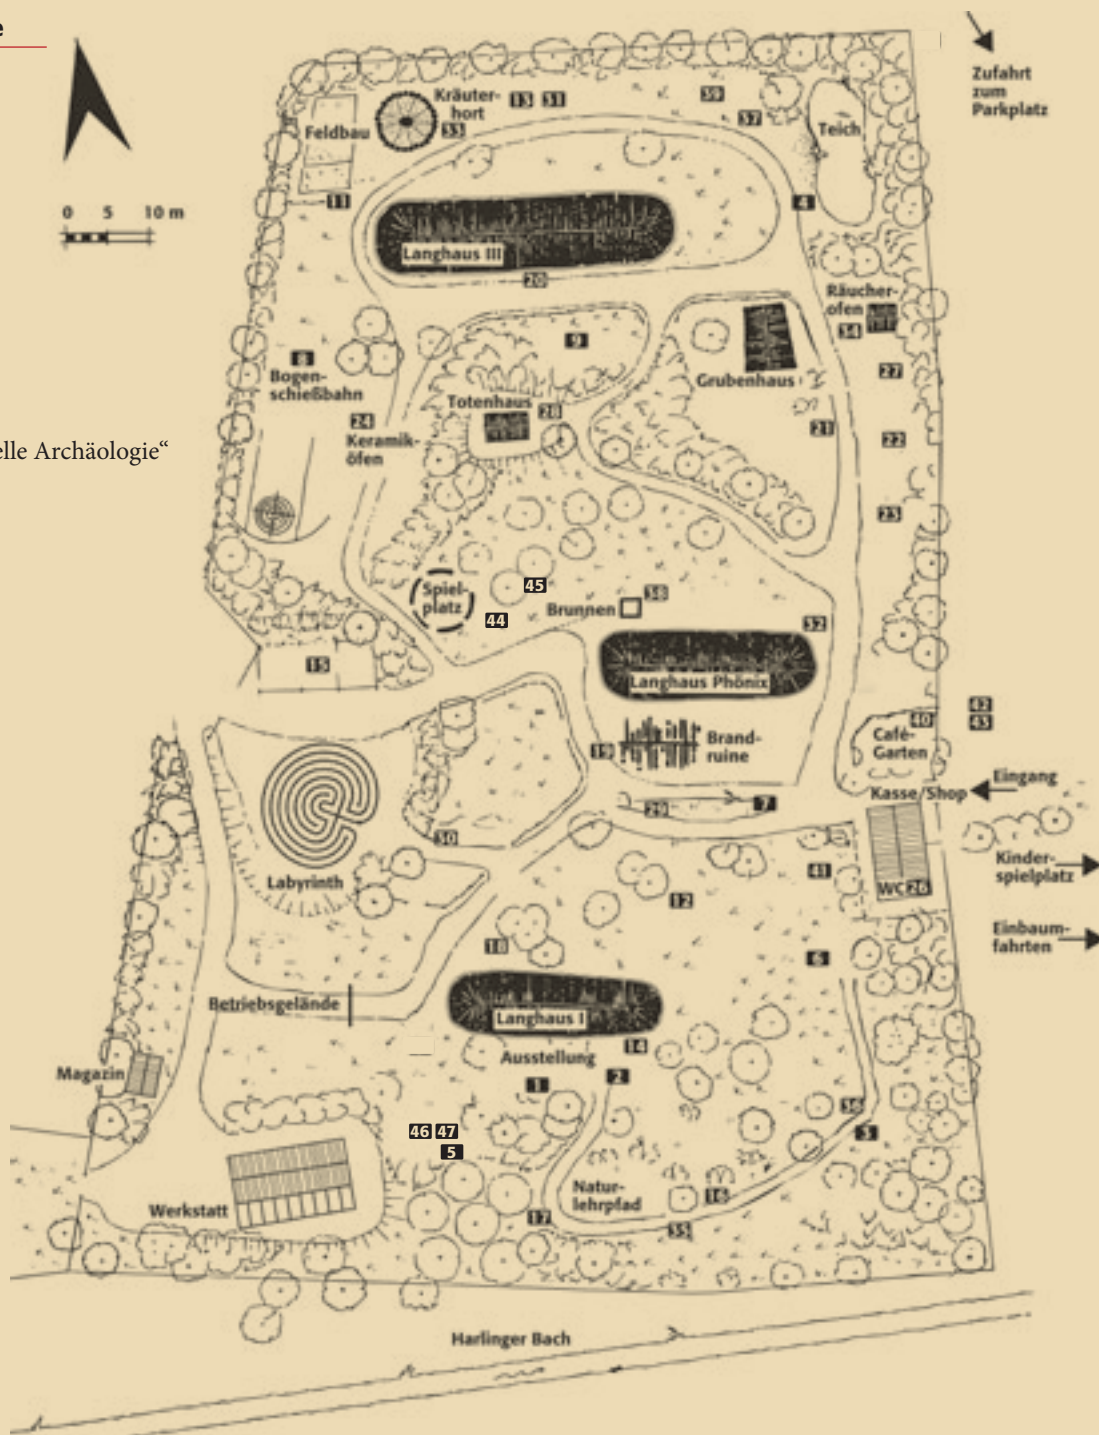 e
Zufahrt
zum
Parkplatz
Kräuter-
hort
13 31
39
37
33
Feldbau
Teich
11
4
0 5 10 m
Langhaus III
20
Räucher-
ofen
34
9
8
Bogen-
schießbahn
Grubenhaus
27
Totenhaus
28
24
Keramik-
öfen
21
22
elle Archäologie“
23
Spiel-
platz
45
44
Brunnen
38
32
15
Langhaus Phönix
42
43
40
Café-
Garten
19
Brand-
ruine
Eingang
Kasse/Shop
29
7
30
Labyrinth
41
Kinder-
spielplatz
WC 26
12
Einbaum-
fahrten
18
6
Betriebsgelände
Langhaus I
14
Ausstellung
Magazin
1
2
36
3
46 47
5
Natur-
lehrpfad
16
Werkstatt
17
35
Harlinger Bach